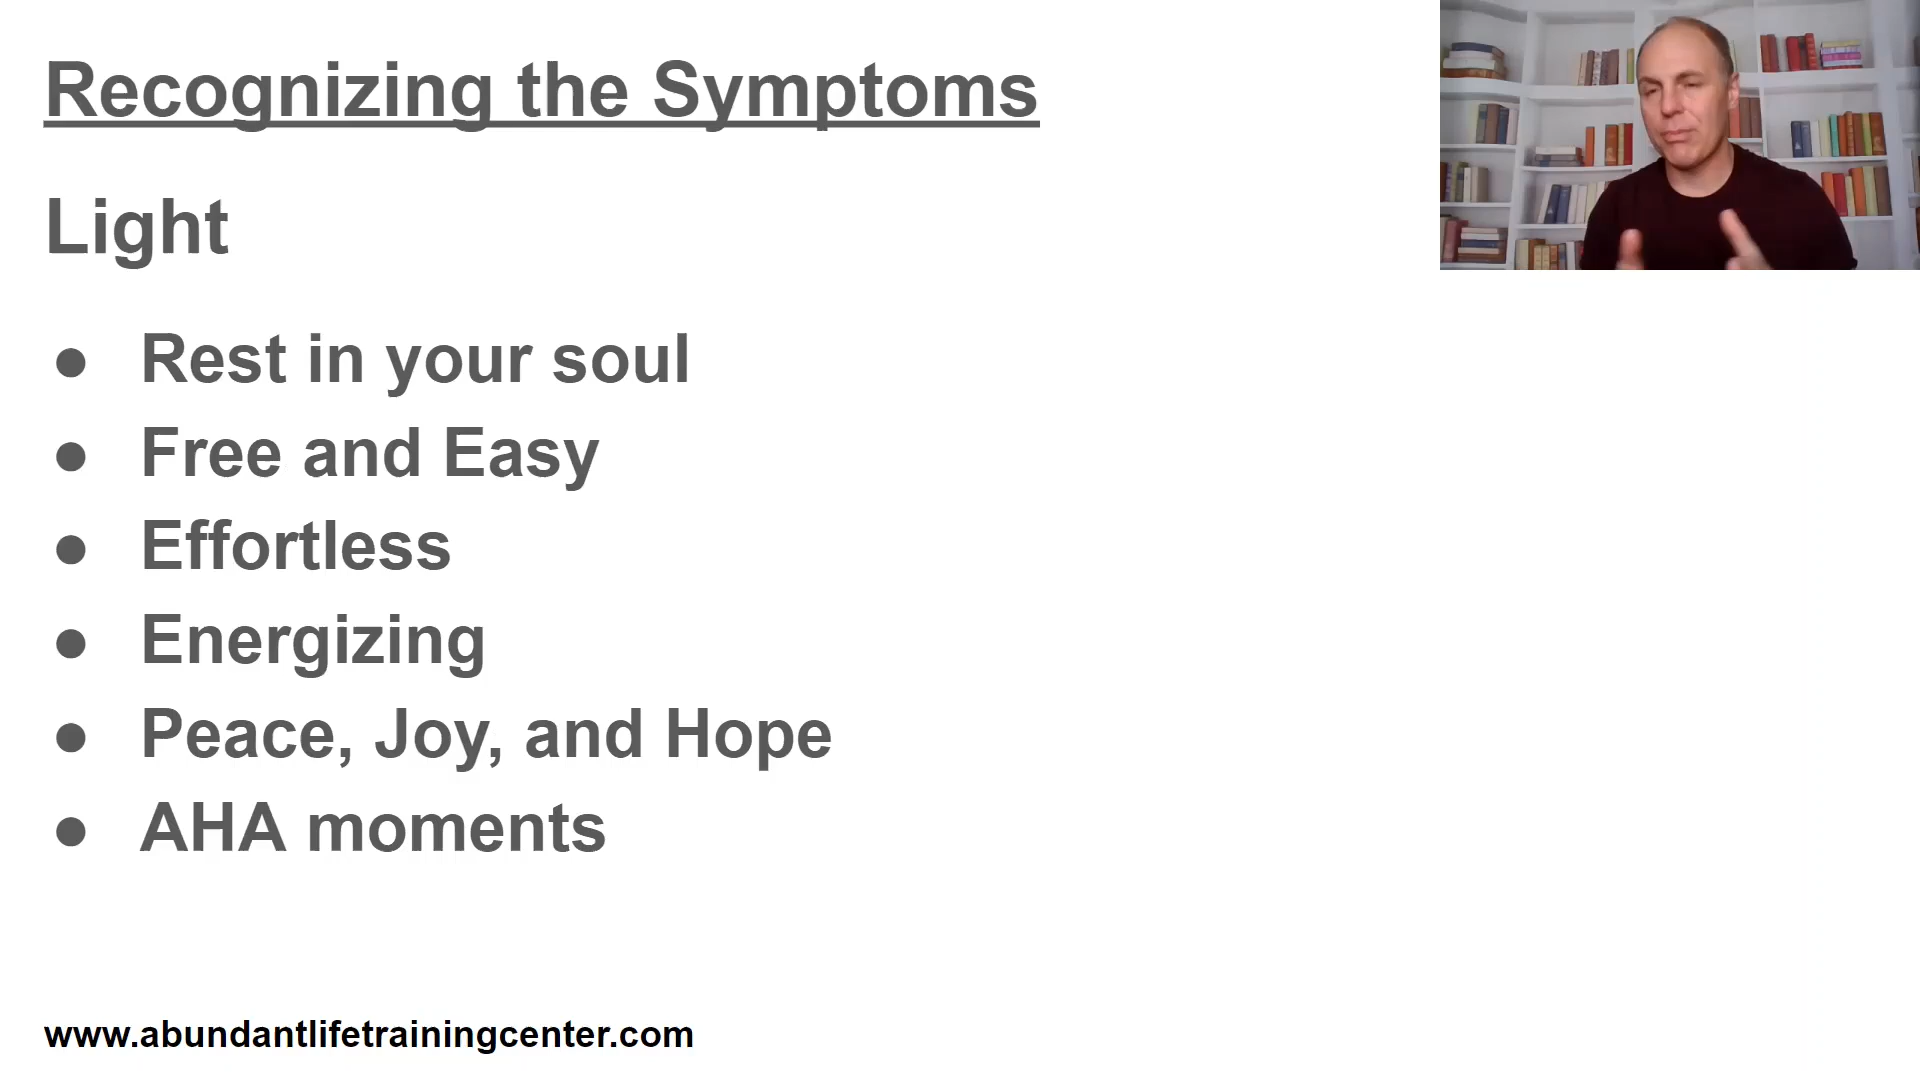 Recognizing the Symptoms
Light
● Rest in your soul
● Free and Easy
● Effortless
● Energizing
● Peace, Joy, and Hope
● AHA moments
www.abundantlifetrainingcenter.com